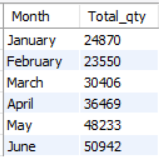 Month Total_qty
January 24870
February 23550
March 30406
April 36469
May 48233
June 50942